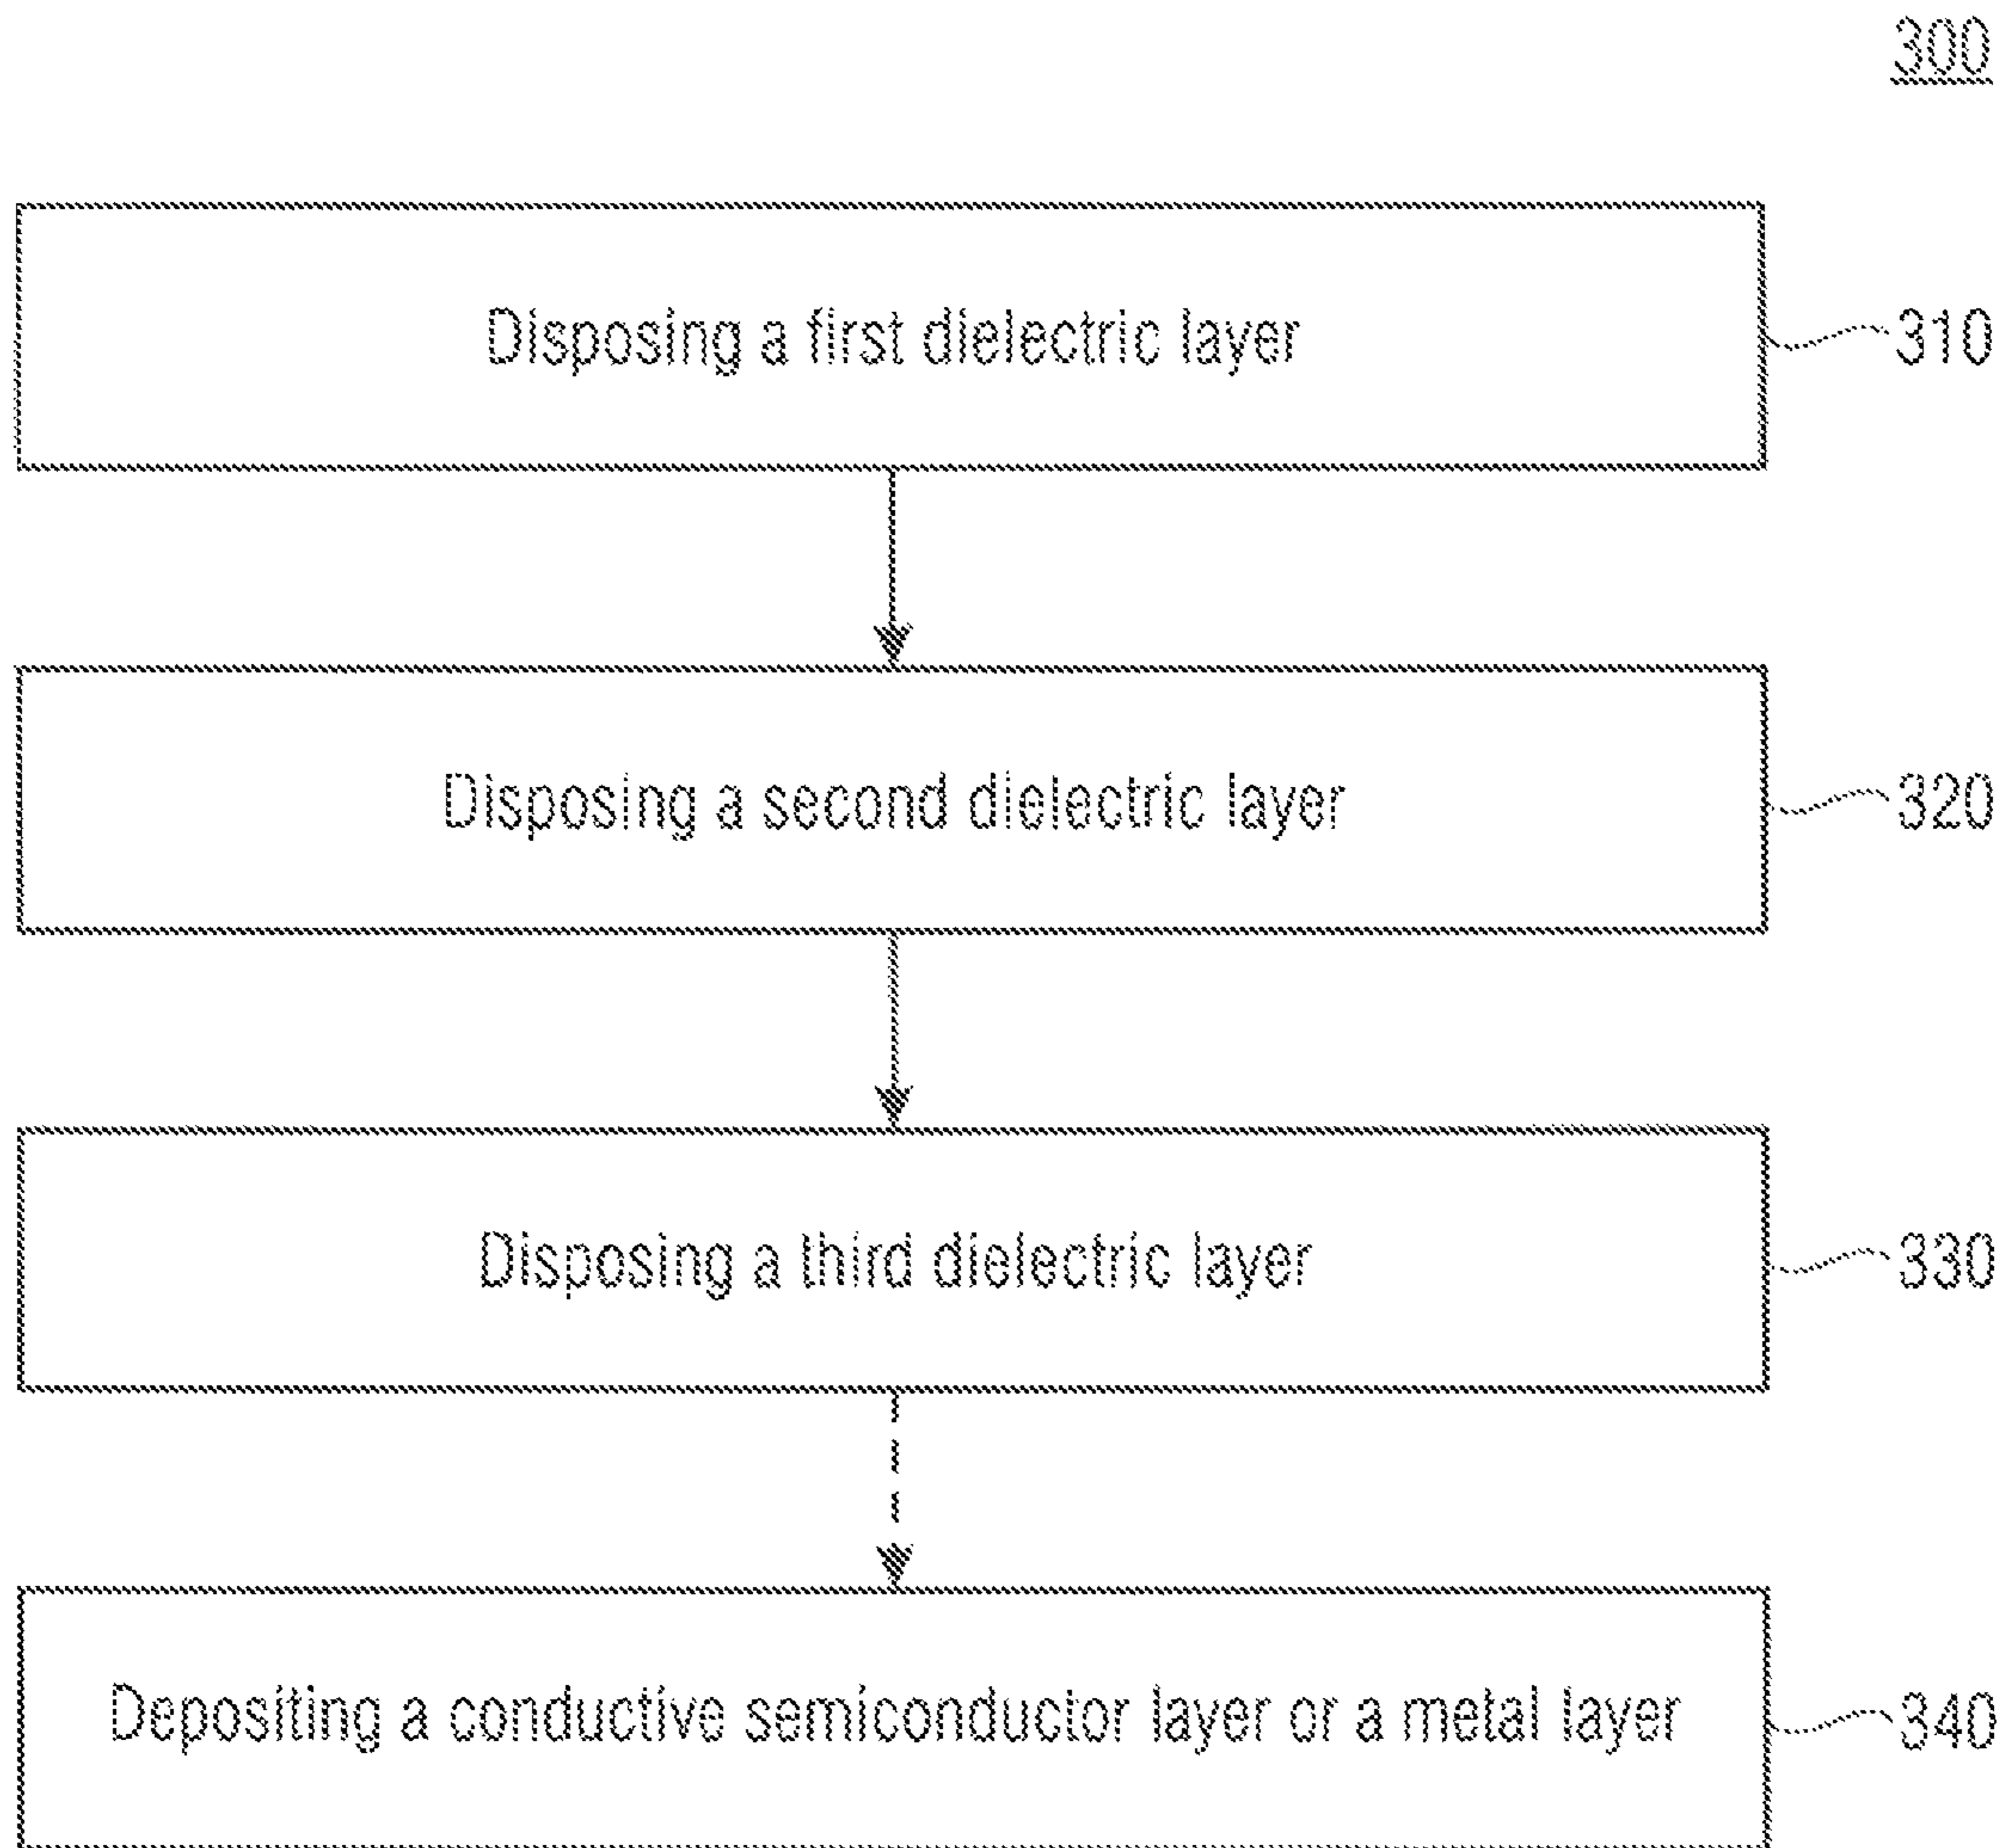 300
Disposing a first dielectric layer
310
Disposing a second dielectric layer
320
Disposing a third dielectric layer
330
Depositing a conductive semiconductor layer or a metal layer
340